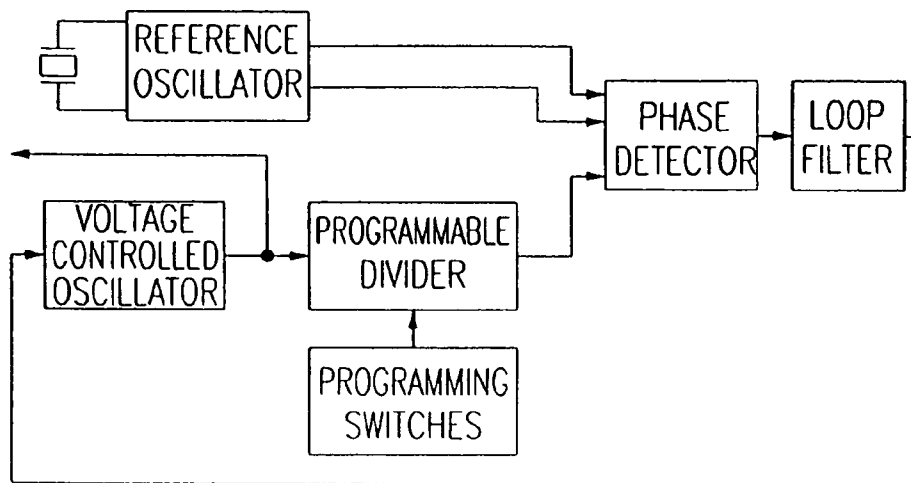 REFERENCE
OSCILLATOR
PHASE
DETECTOR
LOOP
FILTER
VOLTAGE
CONTROLLED
OSCILLATOR
PROGRAMMABLE
DIVIDER
PROGRAMMING
SWITCHES